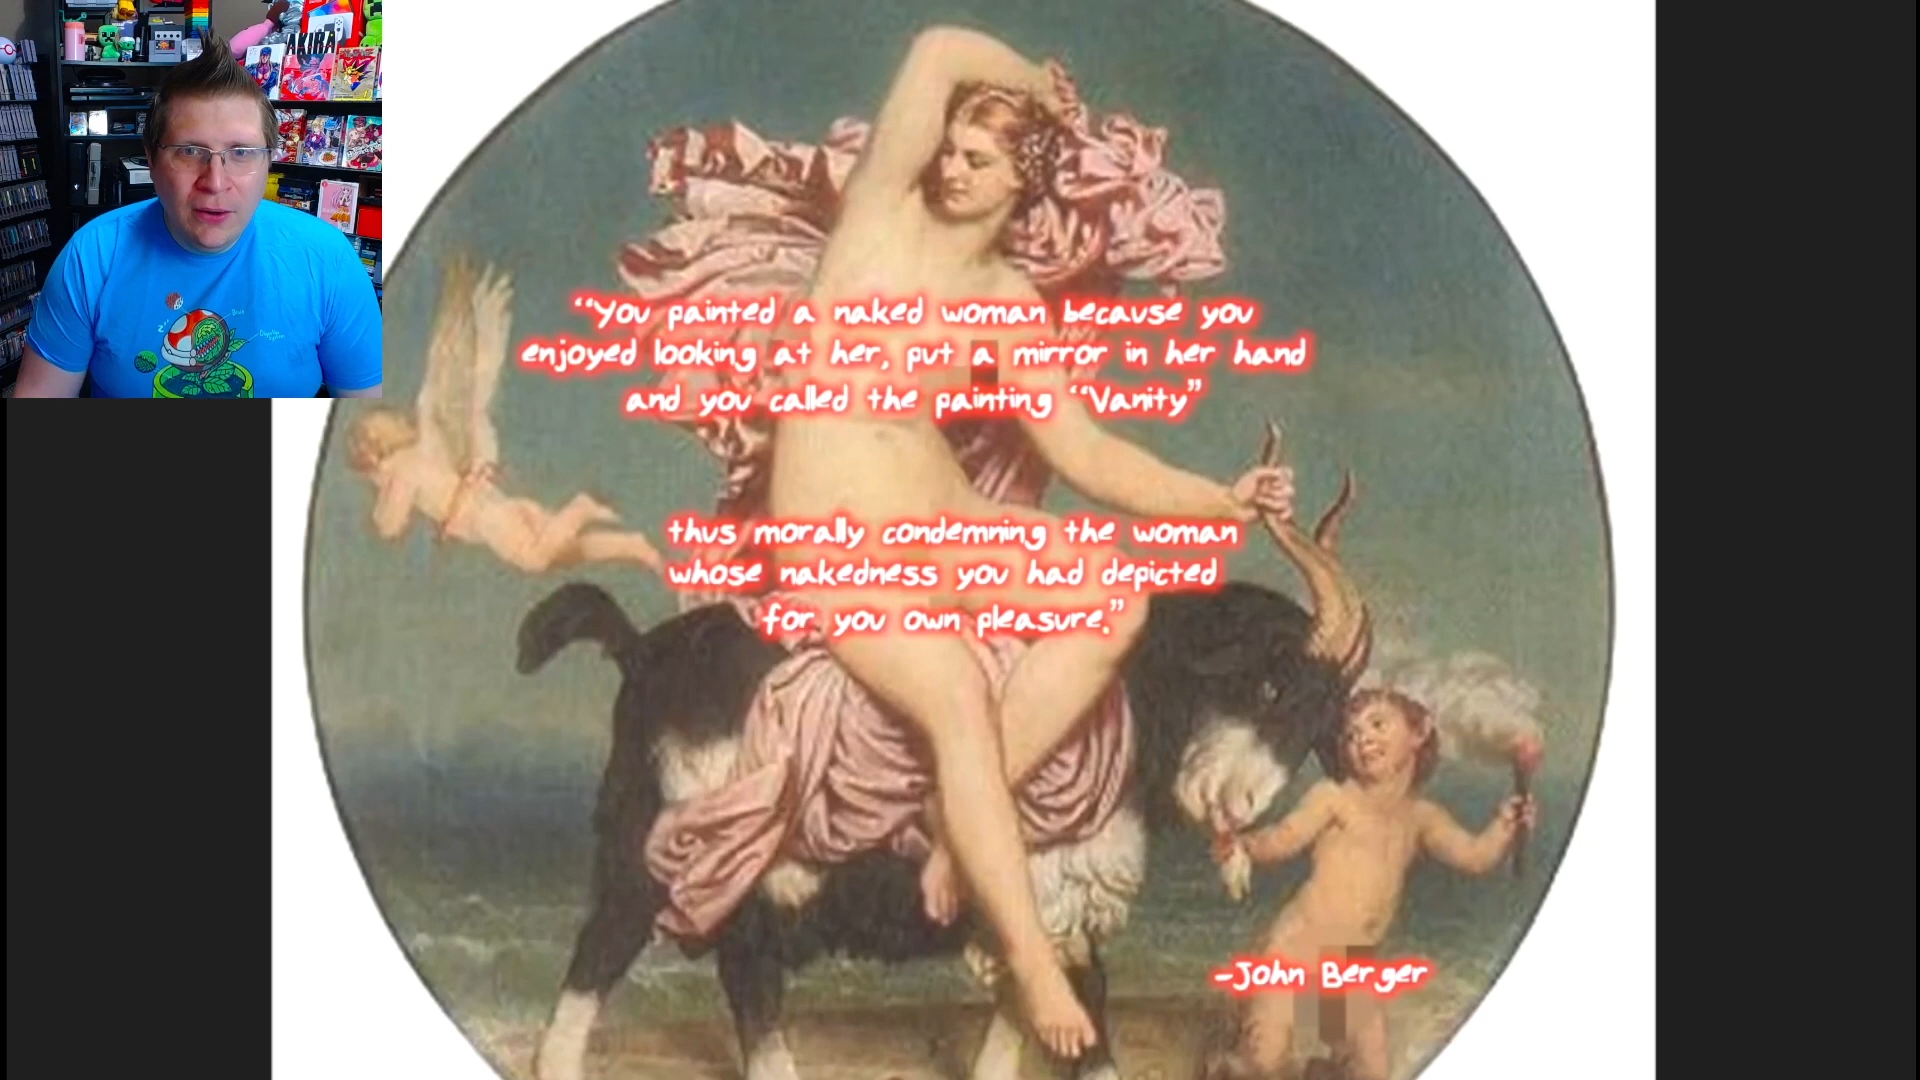 AKIRA
“You painted a naked woman because you
enjoyed looking at her, put a mirror in her hand
and you called the painting “Vanity”
thus morally condemning the woman
whose nakedness you had depicted
for you own pleasure.”
-John Berger